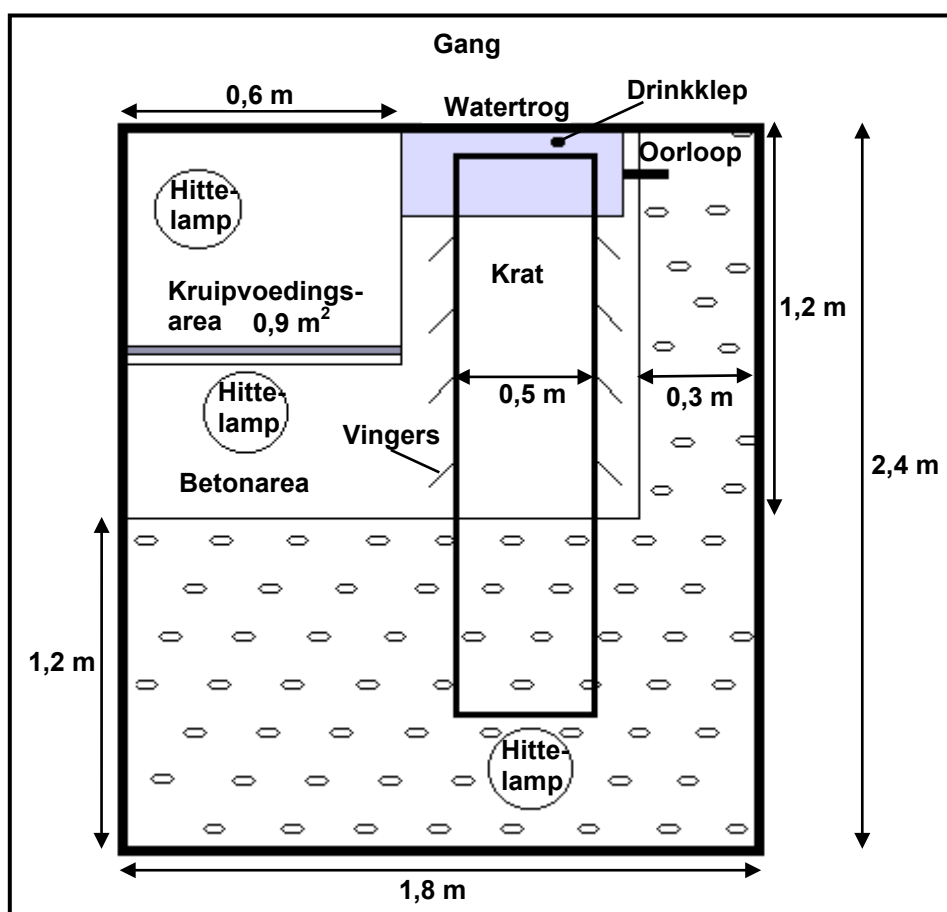 Gang
0,6 m
Watertrog
Drinkklep
Oorloop
Hitte-
lamp
Kruipvoedings-
area 0,9 m²
Krat
1,2 m
Hitte-
lamp
0,5 m
0,3 m
Vingers
2,4 m
Betonarea
1,2 m
Hitte-
lamp
1,8 m